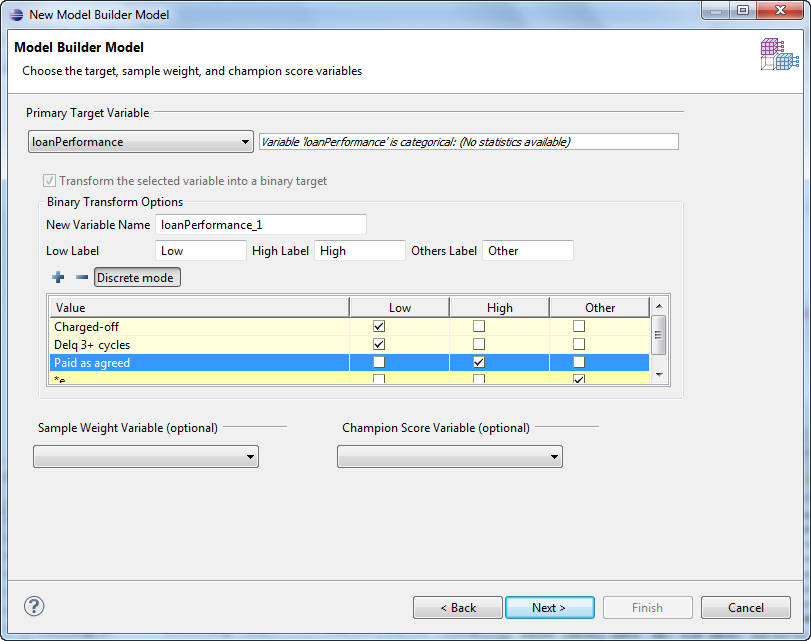 New Model Builder Model
Model Builder Model
Choose the target, sample weight, and champion score variables
Primary Target Variable
loanPerformance Variable 'loanPerformance' is categorical: (No statistics available)
Transform the selected variable into a binary target
Binary Transform Options
New Variable Name loanPerformance_1
Low Label Low High Label High Others Label Other
Discrete mode
Value Low High Other
Charged-off
Delq 3+ cycles
Paid as agreed
*e
Sample Weight Variable (optional) Champion Score Variable (optional)
? < Back Next > Finish Cancel